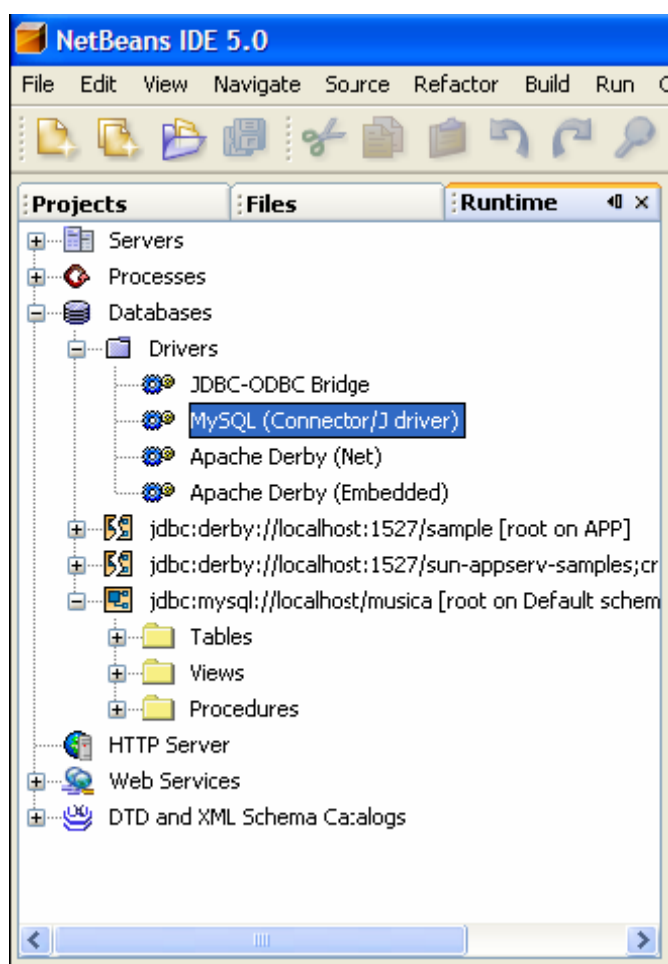 NetBeans IDE 5.0
File Edit View Navigate Source Refactor Build Run
Projects Files Runtime
Servers
Processes
Databases
Drivers
JDBC-ODBC Bridge
MySQL (Connector/J driver)
Apache Derby (Net)
Apache Derby (Embedded)
jdbc:derby://localhost:1527/sample [root on APP]
jdbc:derby://localhost:1527/sun-appserv-samples;cr
jdbc:mysql://localhost/musica [root on Default schem
Tables
Views
Procedures
HTTP Server
Web Services
DTD and XML Schema Catalogs